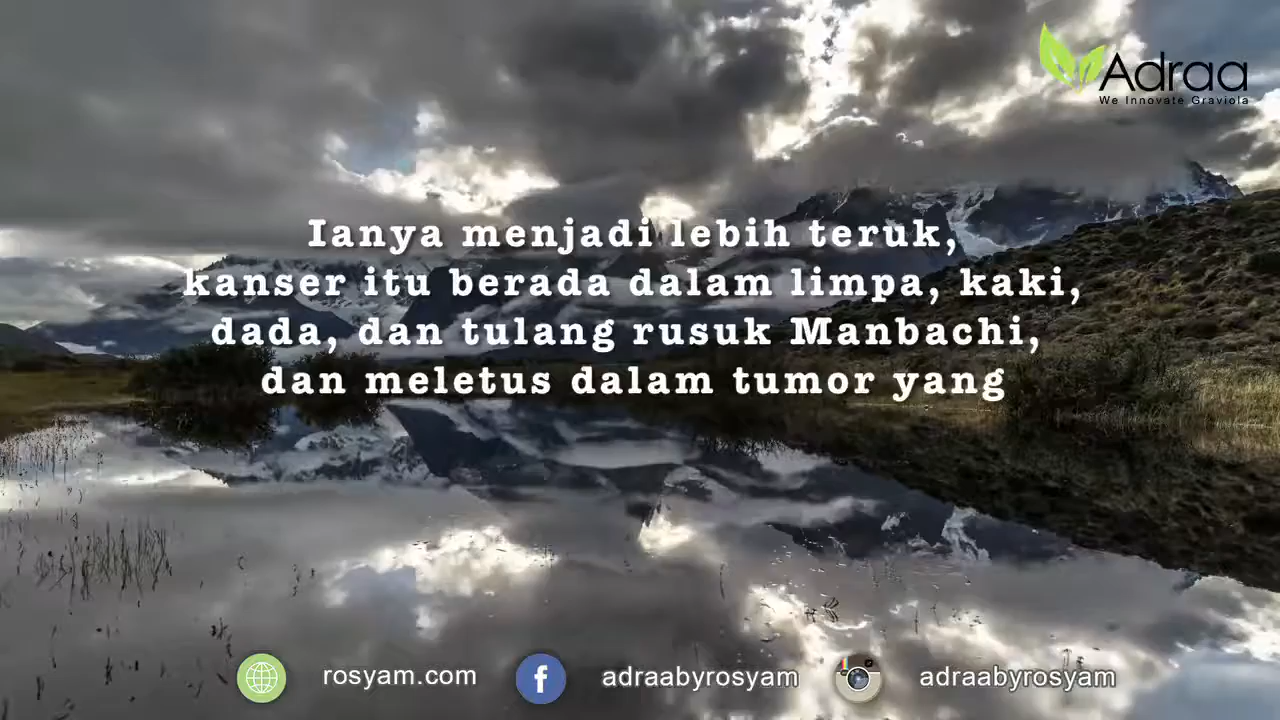 Adraa
We Innovate Graviola
Ianya menjadi lebih teruk,
kanser itu berada dalam limpa, kaki,
dada, dan tulang rusuk Manbachi,
dan meletus dalam tumor yang
rosyam.com
adraabyrosyam
adraabyrosyam